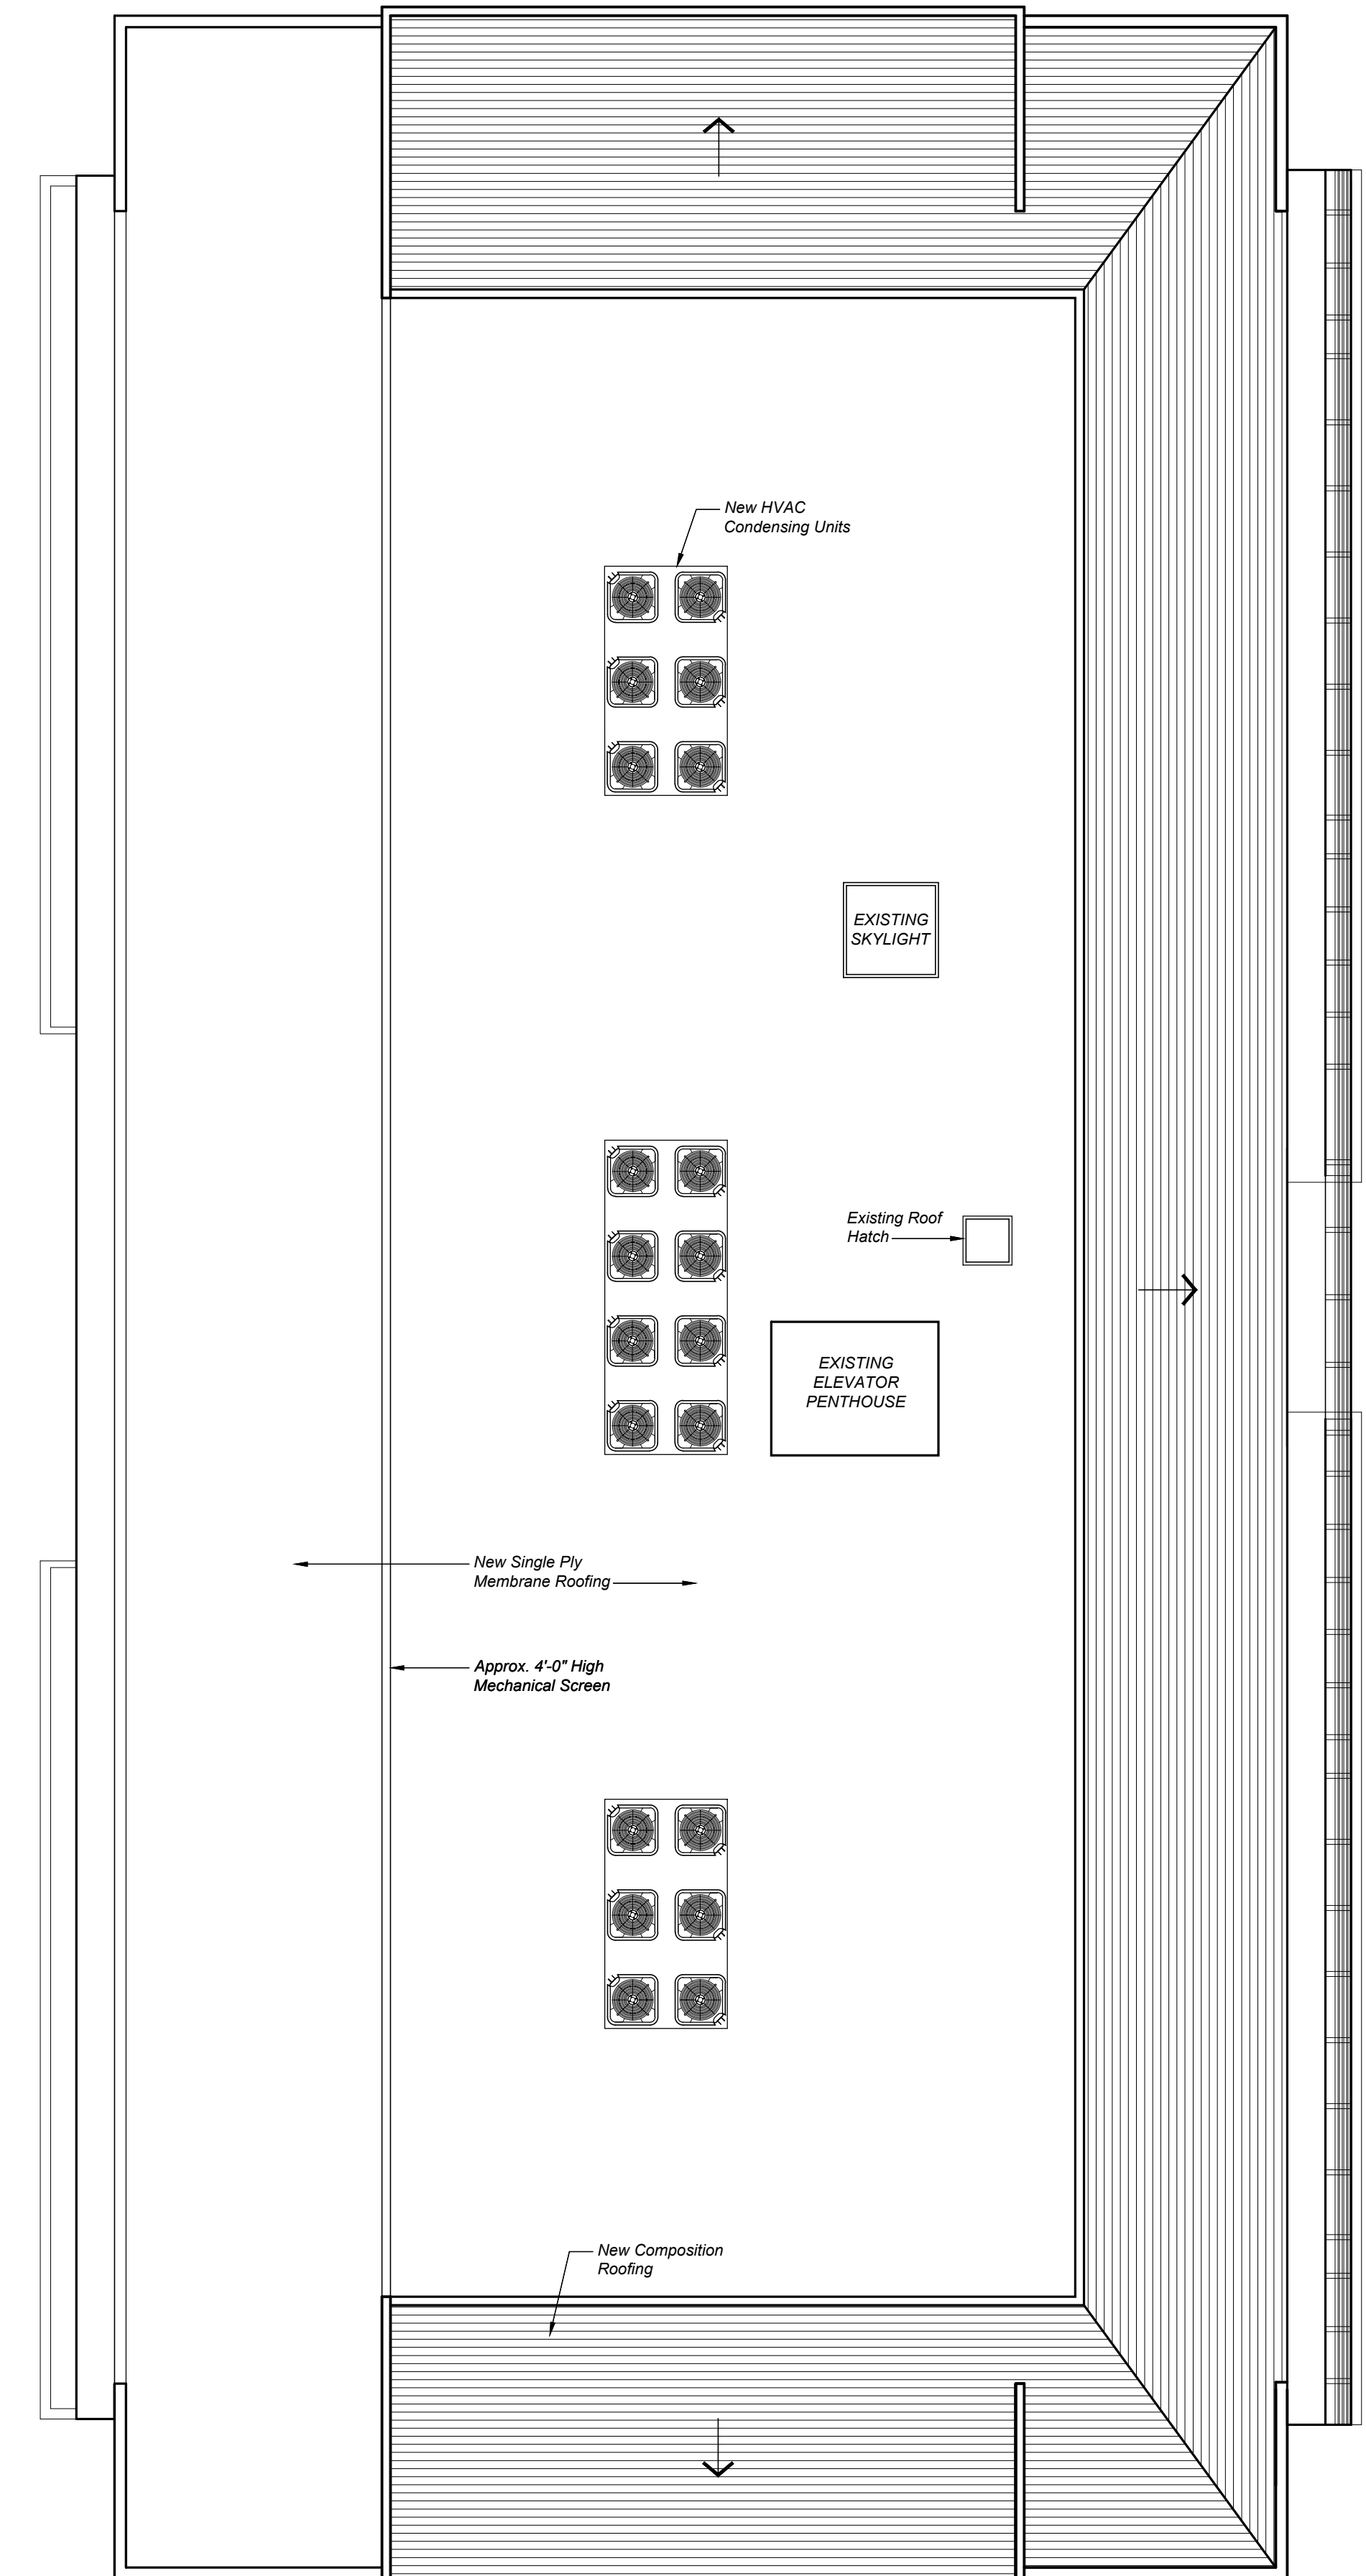 New HVAC
Condensing Units
EXISTING
SKYLIGHT
Existing Roof
Hatch
EXISTING
ELEVATOR
PENTHOUSE
New Single Ply
Membrane Roofing
Approx. 4'-0" High
Mechanical Screen
New Composition
Roofing